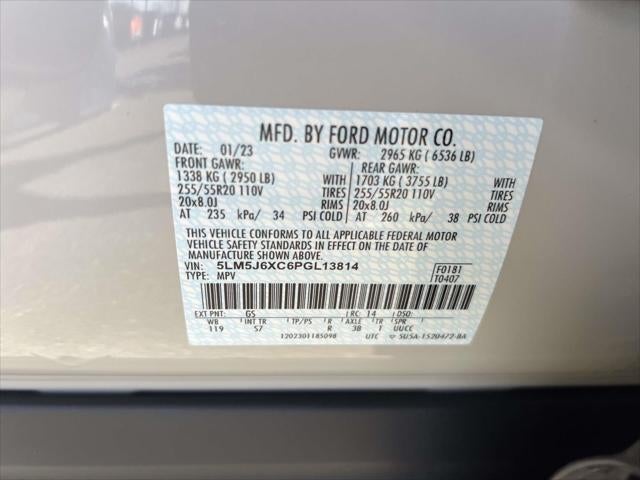 MFD. BY FORD MOTOR CO.
DATE: 01/23 GVWR: 2965 KG ( 6536 LB)
FRONT GAWR: REAR GAWR:
1338 KG ( 2950 LB) WITH 1703 KG ( 3755 LB) WITH
255/55R20 110V TIRES 255/55R20 110V TIRES
20x8.0J RIMS 20x8.0J RIMS
AT 235 kPa/ 34 PSI COLD AT 260 kPa/ 38 PSI COLD
THIS VEHICLE CONFORMS TO ALL APPLICABLE FEDERAL MOTOR
VEHICLE SAFETY STANDARDS IN EFFECT ON THE DATE OF
MANUFACTURE SHOWN ABOVE.
VIN: 5LM5J6XC6PGL13814 F0181
TYPE: MPV T0407
EXT PNT: GS RC: 14 DSO:
WB INT TR TP/PS R AXLE TR SPR
119 S7 R 38 1 UUCC
1202301185098 UTC 5U5A-1520472-BA